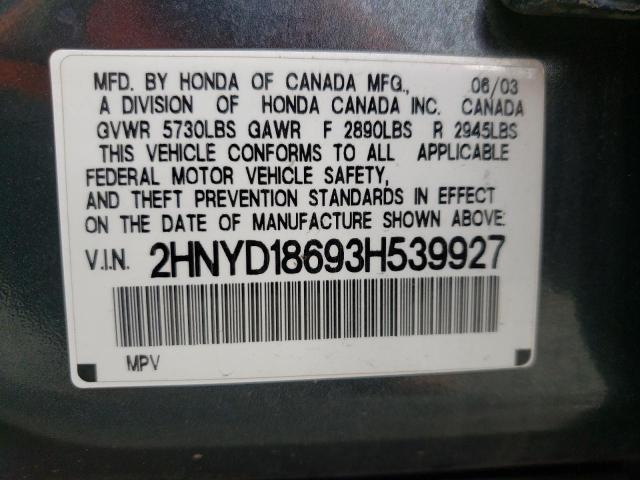 MFD. BY HONDA OF CANADA MFG., 06/03
A DIVISION OF HONDA CANADA INC. CANADA
GVWR 5730LBS GAWR F 2890LBS R 2945LBS
THIS VEHICLE CONFORMS TO ALL APPLICABLE
FEDERAL MOTOR VEHICLE SAFETY,
AND THEFT PREVENTION STANDARDS IN EFFECT
ON THE DATE OF MANUFACTURE SHOWN ABOVE.
V.I.N. 2HNYD18693H539927
MPV